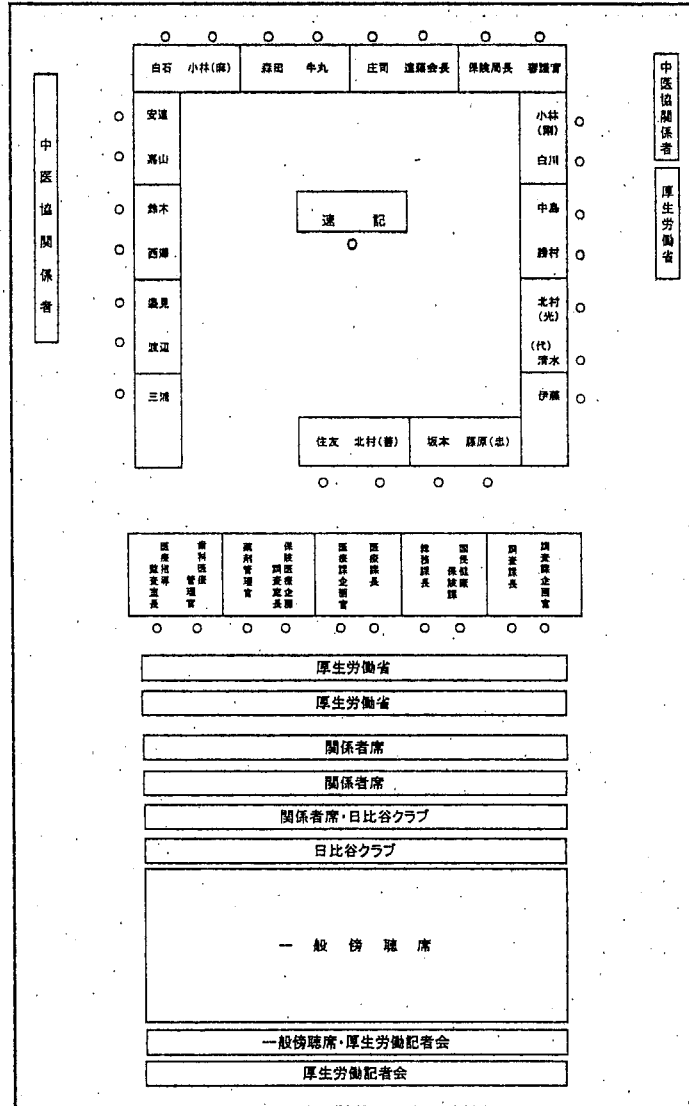 白石 小林(麻) 森田 牛丸 庄司 遠藤会長 保険局長 審議官
中医協関係者
中医協関係者
厚生労働省
安達
嘉山
鈴木
西澤
邉見
渡辺
三浦
小林(剛)
白川
中島
勝村
北村(光)
(代)清水
伊藤
速記
住友 北村(善) 坂本 藤原(忠)
医療指導監査室長
歯科医療管理官
薬剤管理官
保険医療企画調査室長
医療課企画官
医療課長
総務課長
国民健康保険課
調査課長
調査課企画官
厚生労働省
厚生労働省
関係者席
関係者席
関係者席・日比谷クラブ
日比谷クラブ
一般傍聴席
一般傍聴席・厚生労働記者会
厚生労働記者会